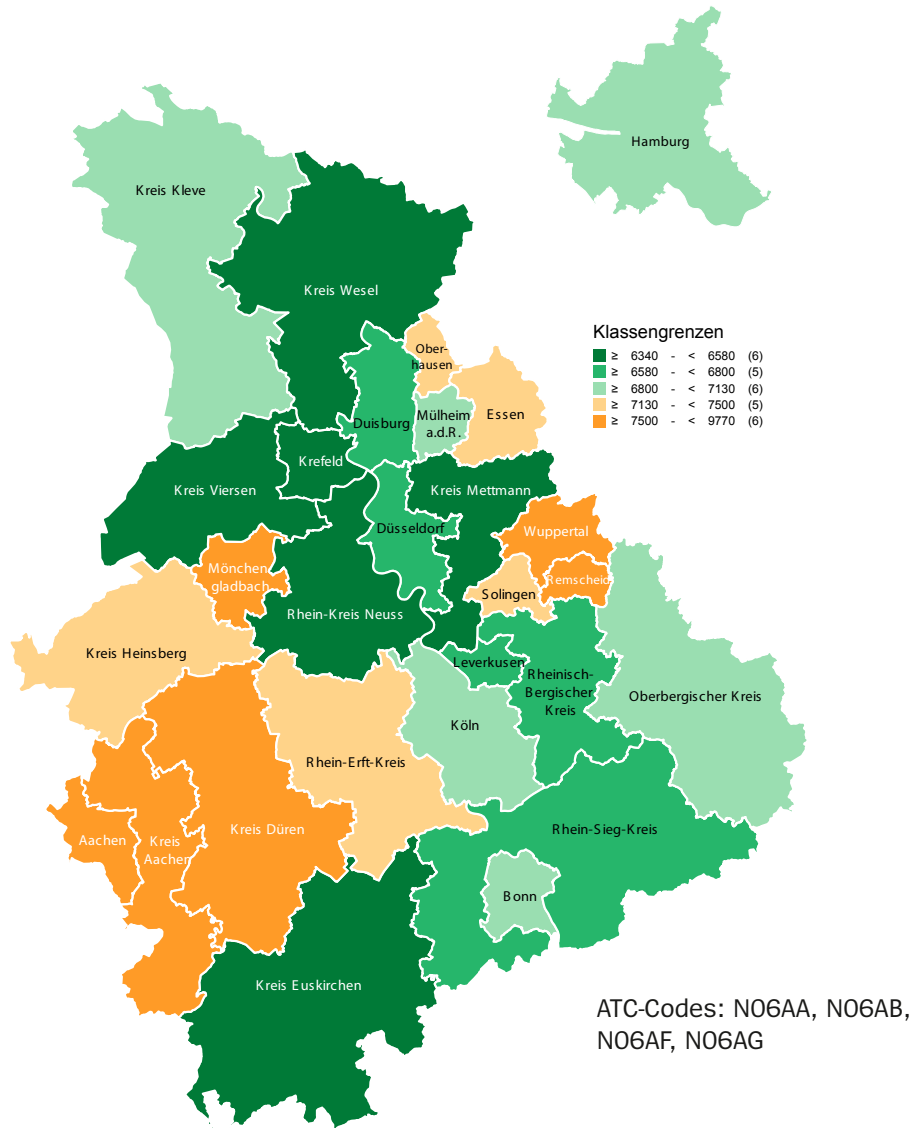 Hamburg
Kreis Kleve
Kreis Wesel
Klassengrenzen
≥ 6340 - < 6580 (6)
≥ 6580 - < 6800 (5)
≥ 6800 - < 7130 (6)
≥ 7130 - < 7500 (5)
≥ 7500 - < 9770 (6)
Ober-
hausen
Duisburg
Mülheim
a.d.R.
Essen
Krefeld
Kreis Viersen
Kreis Mettmann
Düsseldorf
Wuppertal
Mönchen
gladbach
Remscheid
Solingen
Rhein-Kreis Neuss
Kreis Heinsberg
Leverkusen
Rheinisch-
Bergischer
Kreis
Oberbergischer Kreis
Köln
Rhein-Erft-Kreis
Kreis Düren
Rhein-Sieg-Kreis
Aachen
Kreis
Aachen
Bonn
Kreis Euskirchen
ATC-Codes: N06AA, N06AB,
N06AF, N06AG